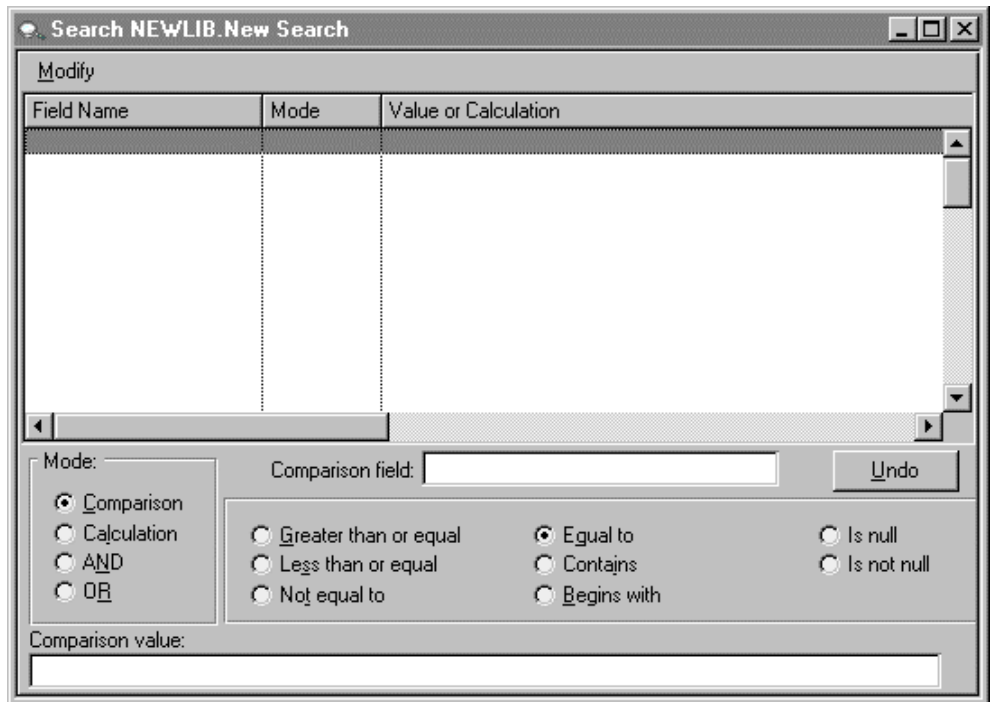 Search NEWLIB.New Search
Modify
Field Name Mode Value or Calculation
Mode:
Comparison
Calculation
AND
OR
Comparison field:
Undo
Greater than or equal
Less than or equal
Not equal to
Equal to
Contains
Begins with
Is null
Is not null
Comparison value: